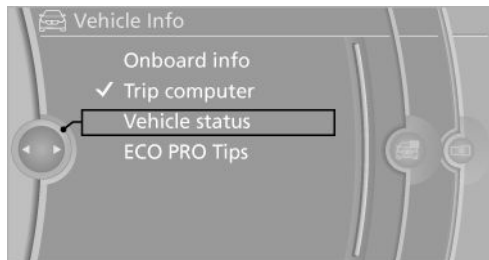 Vehicle Info
Onboard info
Trip computer
Vehicle status
ECO PRO Tips